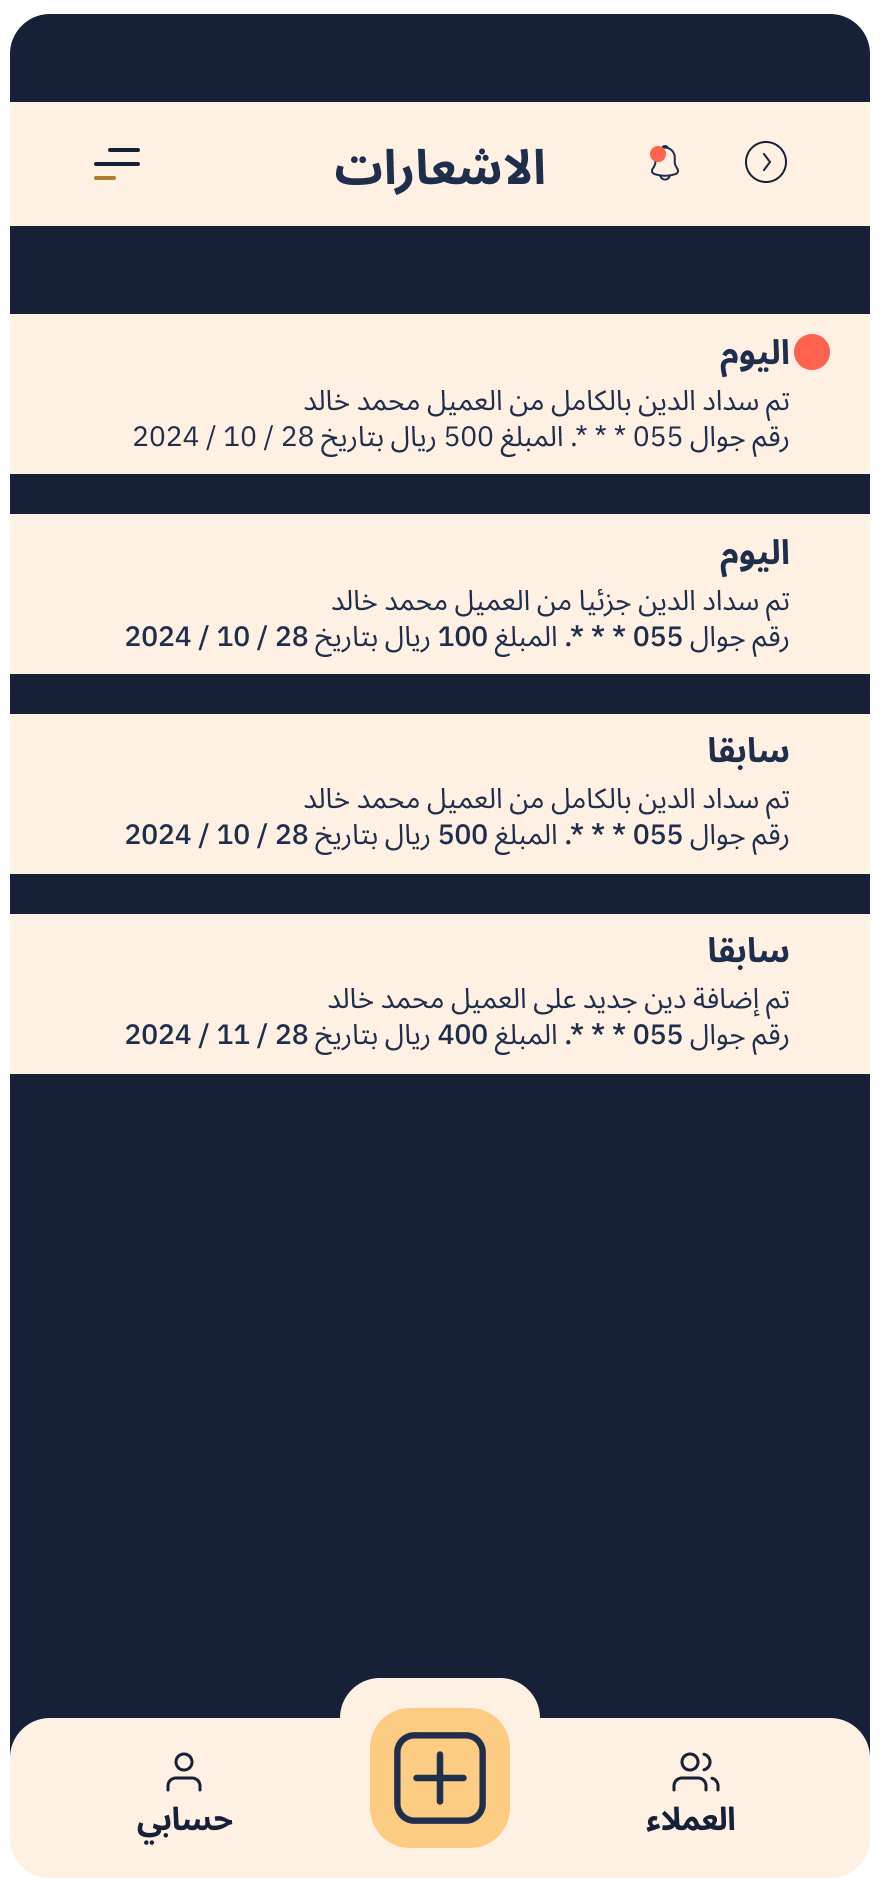 الاشعارات
اليوم
تم سداد الدين بالكامل من العميل محمد خالد
رقم جوال 055 * * *. المبلغ 500 ريال بتاريخ 28 / 10 / 2024
اليوم
تم سداد الدين جزئيا من العميل محمد خالد
رقم جوال 055 * * *. المبلغ 100 ريال بتاريخ 28 / 10 / 2024
سابقا
تم سداد الدين بالكامل من العميل محمد خالد
رقم جوال 055 * * *. المبلغ 500 ريال بتاريخ 28 / 10 / 2024
سابقا
تم إضافة دين جديد على العميل محمد خالد
رقم جوال 055 * * *. المبلغ 400 ريال بتاريخ 28 / 11 / 2024
العملاء
حسابي